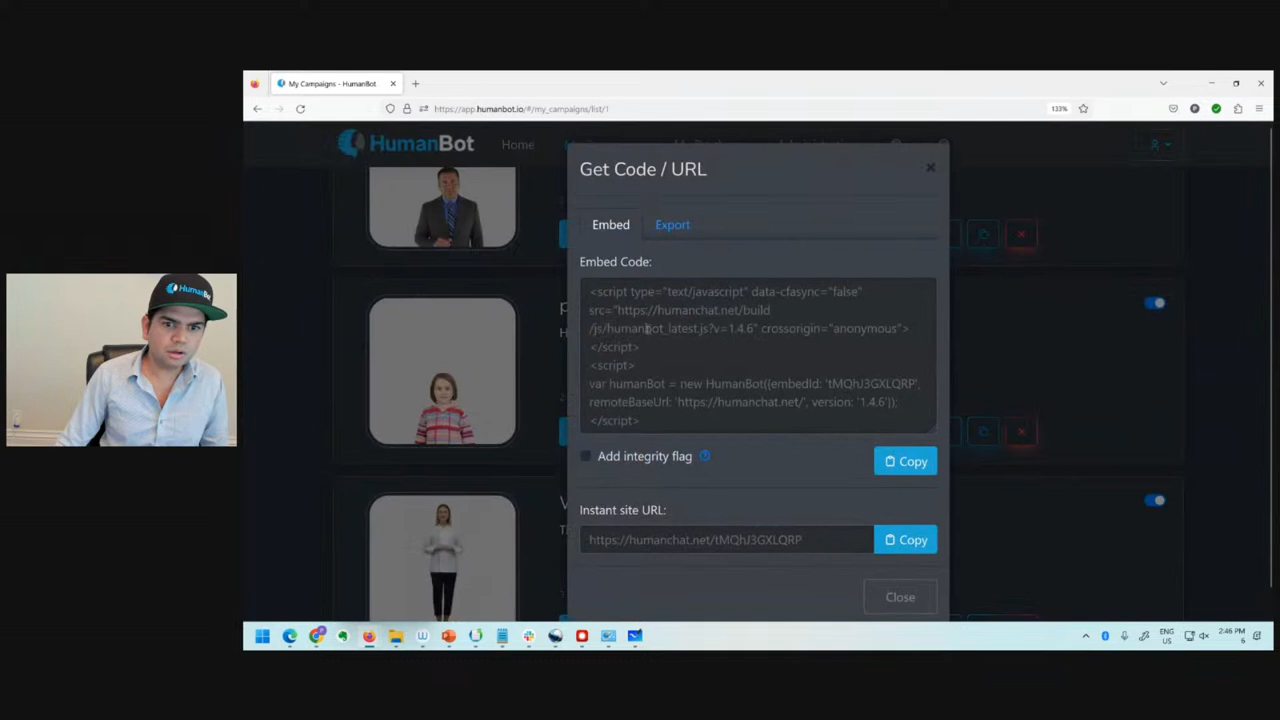 My Campaigns - HumanBot
https://app.humanbot.io/#/my_campaigns/list/1
133%
HumanBot
Home
Get Code / URL
Embed
Export
Embed Code:
<script type="text/javascript" data-cfasync="false"
src="https://humanchat.net/build
/js/humanbot_latest.js?v=1.4.6" crossorigin="anonymous">
</script>
<script>
var humanBot = new HumanBot({embedId: 'tMQhJ3GXLQRP',
remoteBaseUrl: 'https://humanchat.net/', version: '1.4.6'});
</script>
Add integrity flag
Copy
Instant site URL:
https://humanchat.net/tMQhJ3GXLQRP
Copy
Close
HumanBot
ENG
US
2:46 PM
6